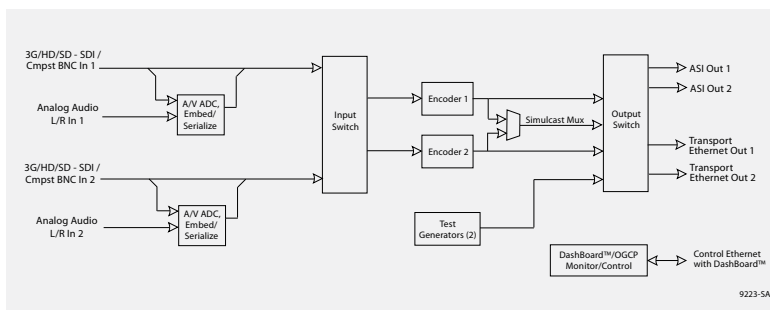 3G/HD/SD - SDI /
Cmpst BNC In 1
Analog Audio
L/R In 1
A/V ADC,
Embed/
Serialize
3G/HD/SD - SDI /
Cmpst BNC In 2
Analog Audio
L/R In 2
A/V ADC,
Embed/
Serialize
Input
Switch
Encoder 1
Encoder 2
Simulcast Mux
Test
Generators (2)
Output
Switch
ASI Out 1
ASI Out 2
Transport
Ethernet Out 1
Transport
Ethernet Out 2
DashBoard™/OGCP
Monitor/Control
Control Ethernet
with DashBoard™
9223-SA